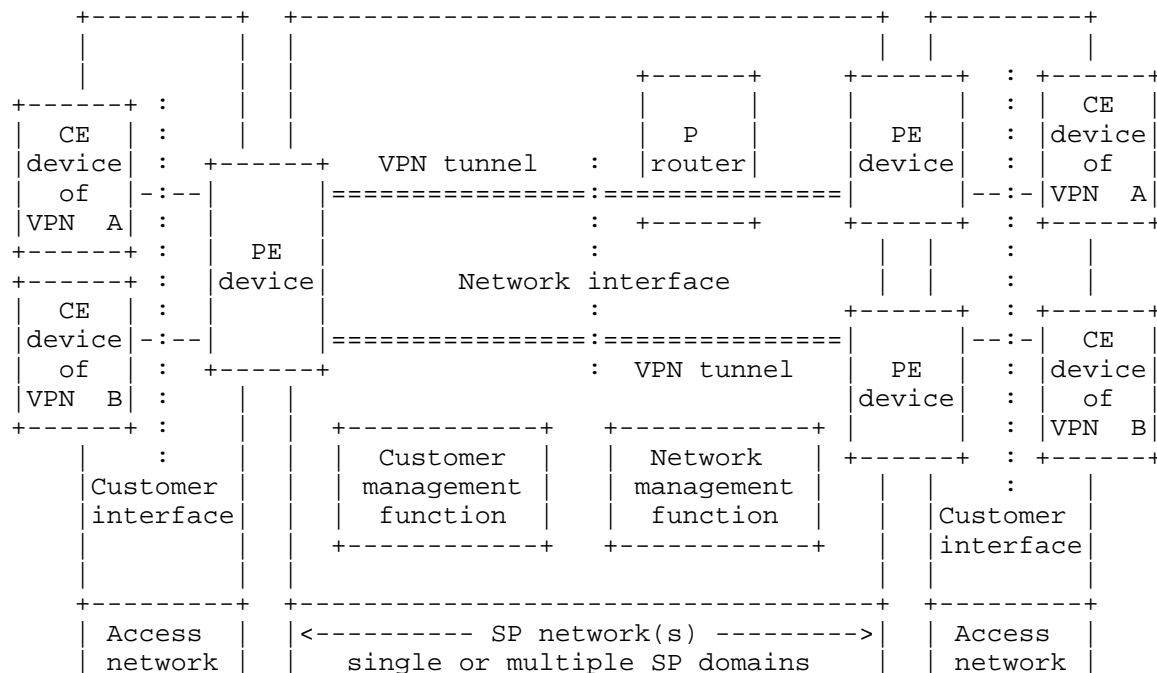 P
router
CE
device
of
VPN A
PE
device
CE
device
of
VPN A
VPN tunnel
PE
device
Network interface
CE
device
of
VPN B
VPN tunnel
PE
device
CE
device
of
VPN B
Customer
management
function
Network
management
function
Customer
interface
Customer
interface
Access
network
<---------- SP network(s) --------->
single or multiple SP domains
Access
network